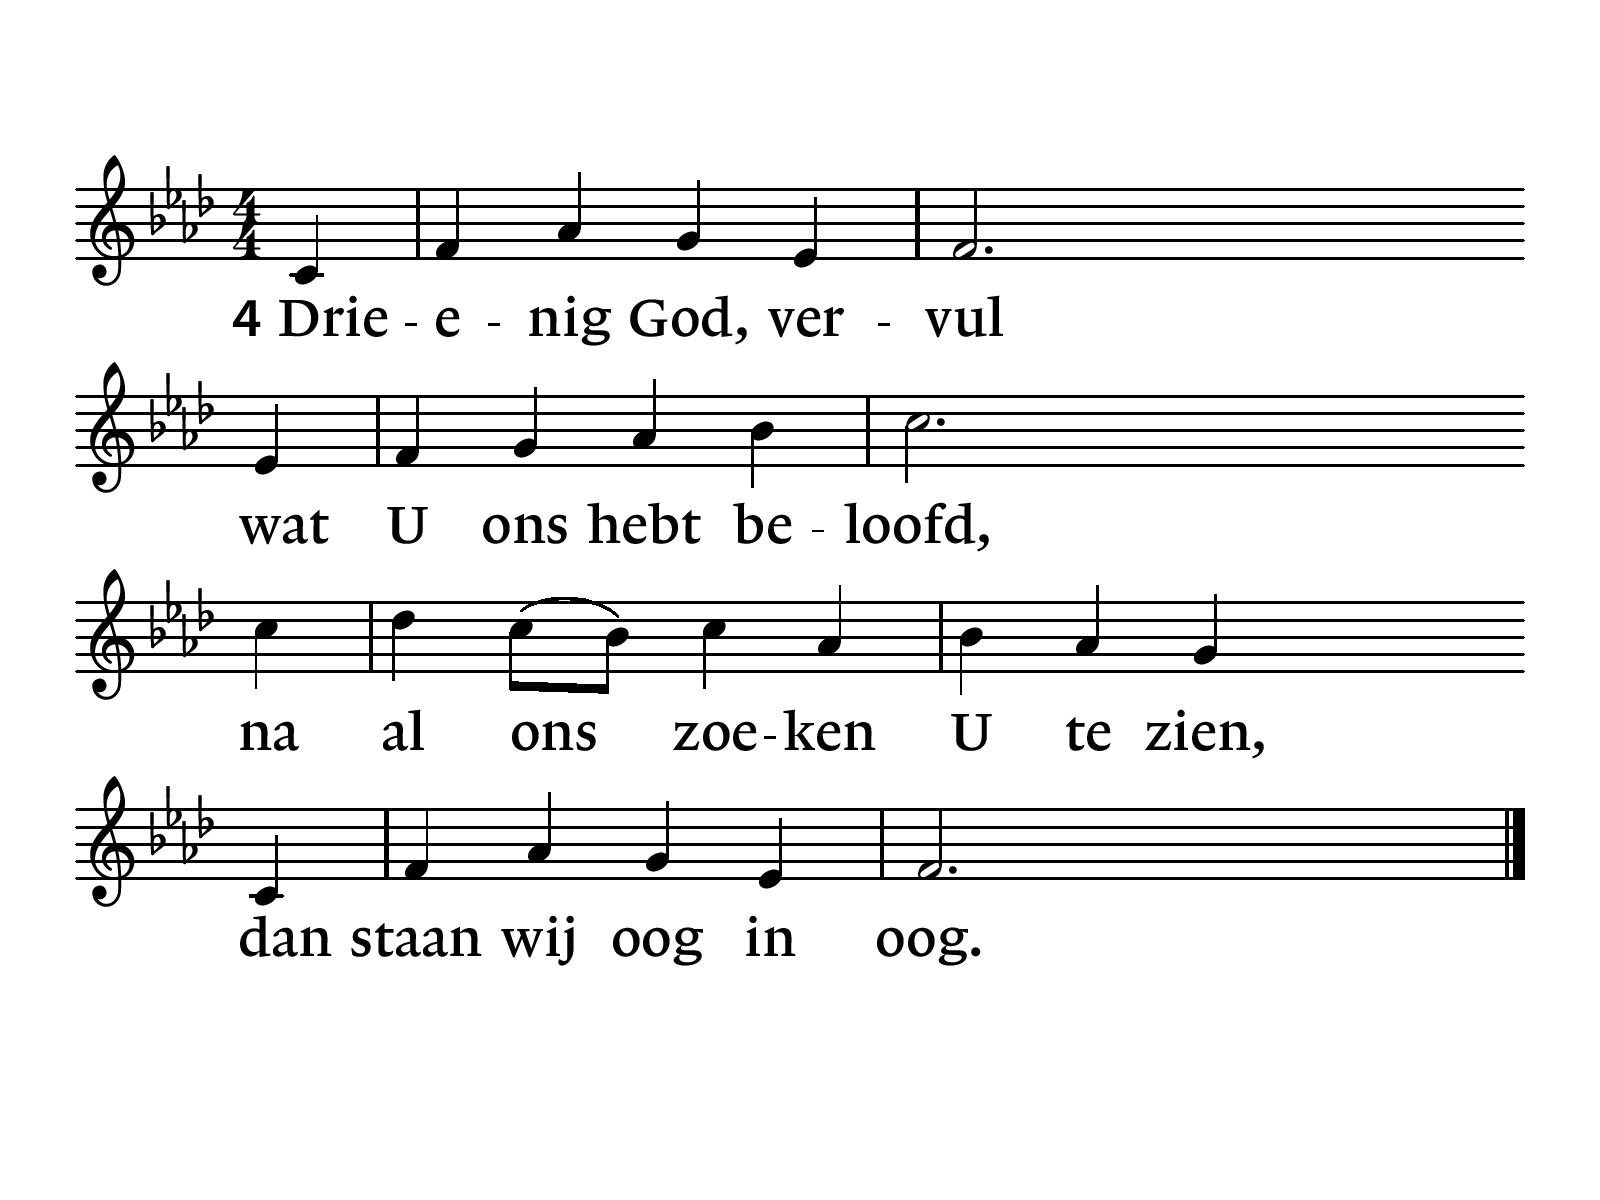 4 Drie - e - nig God, ver - vul
wat U ons hebt be - loofd,
na al ons zoe - ken U te zien,
dan staan wij oog in oog.